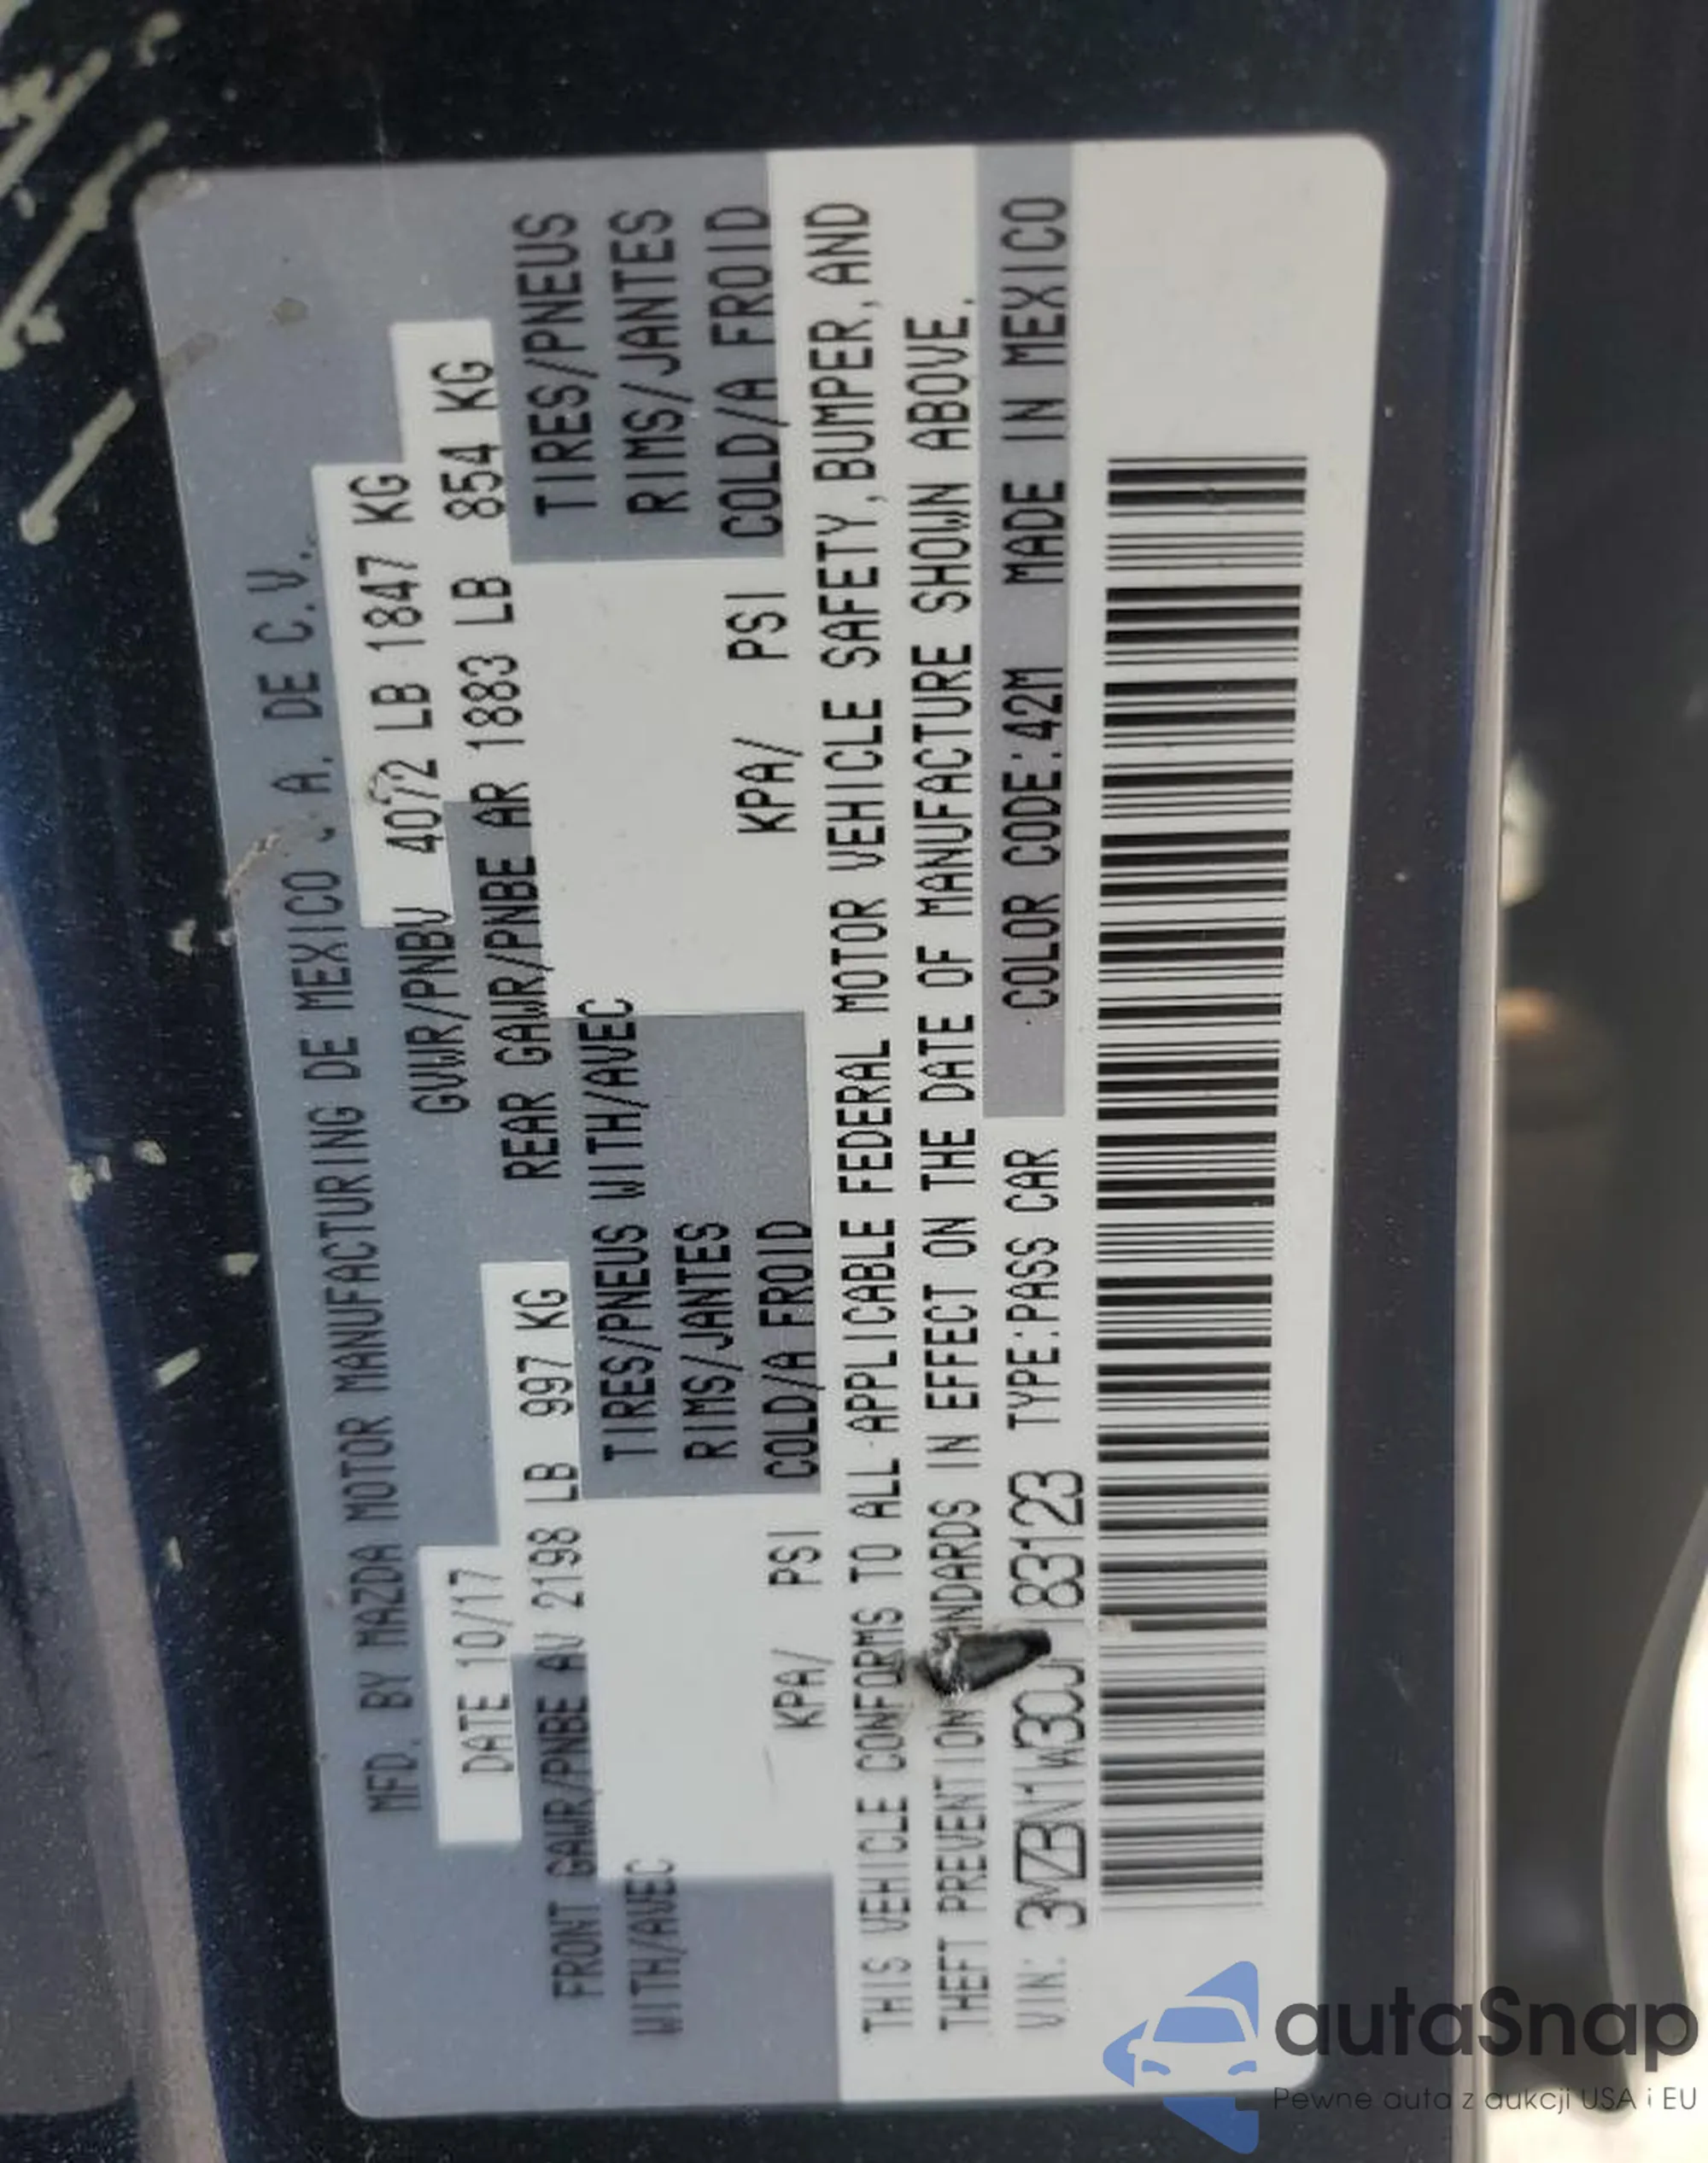 MFD. BY MAZDA MOTOR MANUFACTURING DE MEXICO A. DE C.V.
DATE 10/17 GVWR/PNBV 4072 LB 1847 KG
FRONT GAWR/PNBE AV 2198 LB 997 KG REAR GAWR/PNBE AR 1883 LB 854 KG
WITH/AVEC TIRES/PNEUS WITH/AVEC TIRES/PNEUS
RIMS/JANTES RIMS/JANTES
KPA/ PSI COLD/A FROID KPA/ PSI COLD/A FROID
THIS VEHICLE CONFORMS TO ALL APPLICABLE FEDERAL MOTOR VEHICLE SAFETY, BUMPER, AND
THEFT PREVENTION ANDARDS IN EFFECT ON THE DATE OF MANUFACTURE SHOWN ABOVE.
VIN: 3MZBN1W30J 183123 TYPE:PASS CAR COLOR CODE:42M MADE IN MEXICO
autaSnap
Pewne auta z aukcji USA i EU